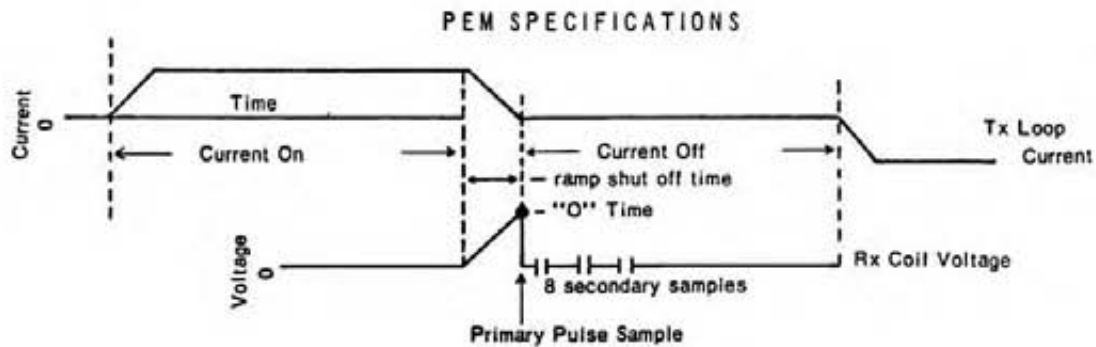 PEM SPECIFICATIONS
Current
0
Time
Current On
Current Off
Tx Loop
Current
ramp shut off time
"O" Time
Voltage
0
Rx Coil Voltage
8 secondary samples
Primary Pulse Sample